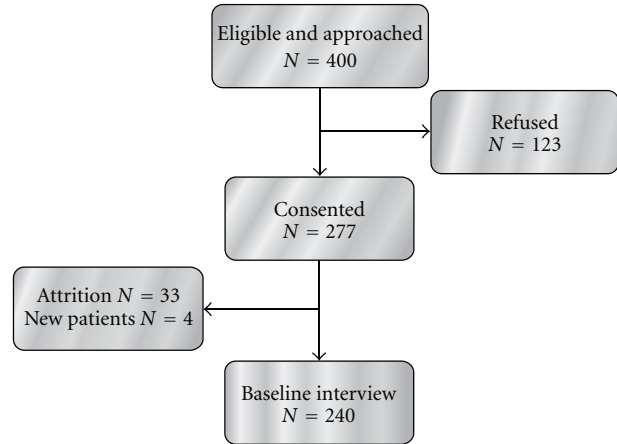 Eligible and approached
N = 400
Refused
N = 123
Consented
N = 277
Attrition N = 33
New patients N = 4
Baseline interview
N = 240